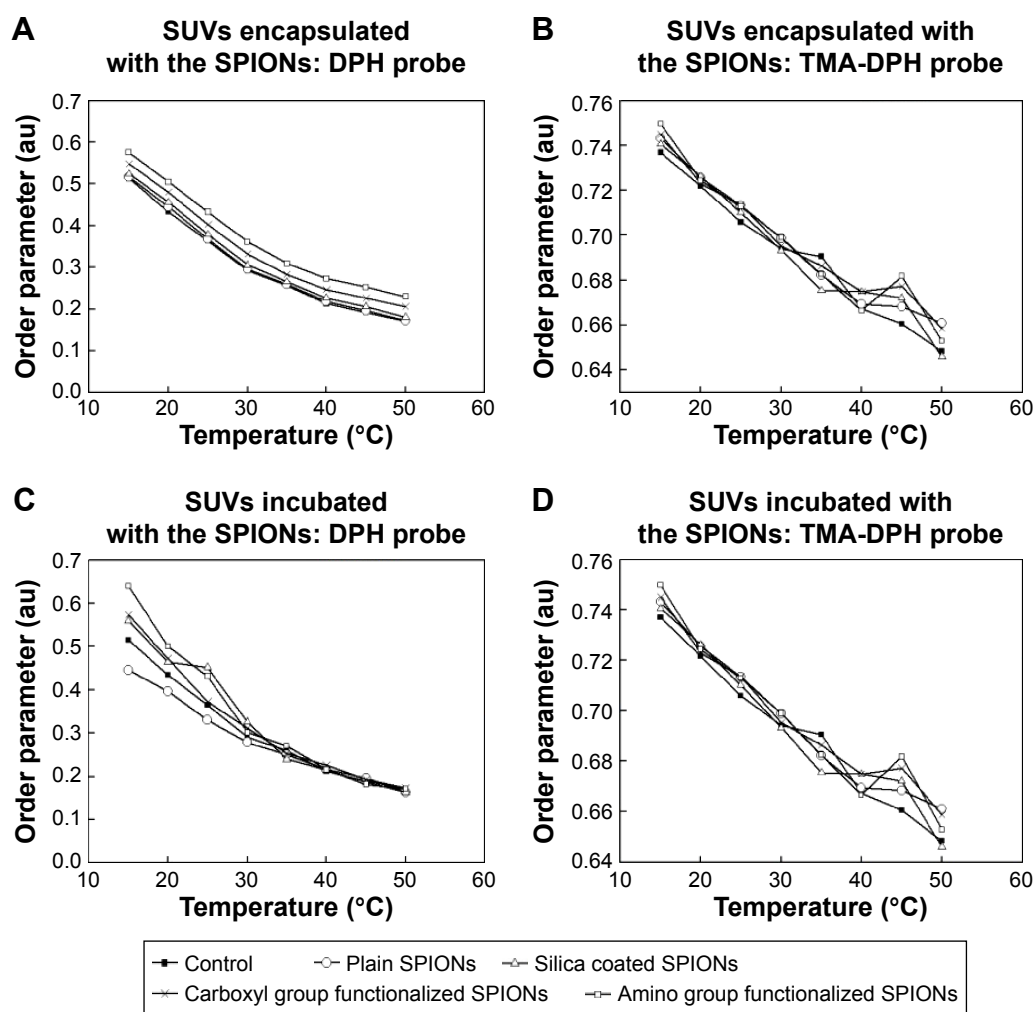 A
SUVs encapsulated
with the SPIONs: DPH probe
Order parameter (au)
0.7
0.6
0.5
0.4
0.3
0.2
0.1
0.0
10 20 30 40 50 60
Temperature (°C)
B
SUVs encapsulated with
the SPIONs: TMA-DPH probe
Order parameter (au)
0.76
0.74
0.72
0.70
0.68
0.66
0.64
10 20 30 40 50 60
Temperature (°C)
C
SUVs incubated
with the SPIONs: DPH probe
Order parameter (au)
0.7
0.6
0.5
0.4
0.3
0.2
0.1
0.0
10 20 30 40 50 60
Temperature (°C)
D
SUVs incubated with
the SPIONs: TMA-DPH probe
Order parameter (au)
0.76
0.74
0.72
0.70
0.68
0.66
0.64
10 20 30 40 50 60
Temperature (°C)
Control Plain SPIONs Silica coated SPIONs
Carboxyl group functionalized SPIONs Amino group functionalized SPIONs